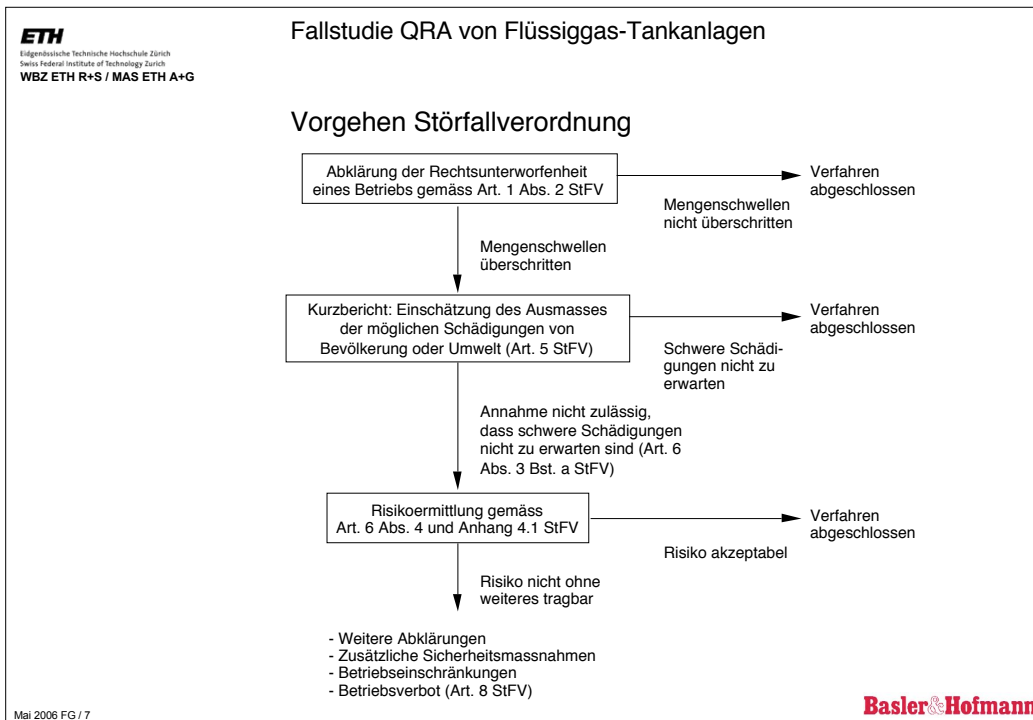 ETH
Eidgenössische Technische Hochschule Zürich
Swiss Federal Institute of Technology Zurich
WBZ ETH R+S / MAS ETH A+G
Fallstudie QRA von Flüssiggas-Tankanlagen
Vorgehen Störfallverordnung
Abklärung der Rechtsunterworfenheit
eines Betriebs gemäss Art. 1 Abs. 2 StFV
Verfahren
abgeschlossen
Mengenschwellen
nicht überschritten
Mengenschwellen
überschritten
Kurzbericht: Einschätzung des Ausmasses
der möglichen Schädigungen von
Bevölkerung oder Umwelt (Art. 5 StFV)
Verfahren
abgeschlossen
Schwere Schädi-
gungen nicht zu
erwarten
Annahme nicht zulässig,
dass schwere Schädigungen
nicht zu erwarten sind (Art. 6
Abs. 3 Bst. a StFV)
Risikoermittlung gemäss
Art. 6 Abs. 4 und Anhang 4.1 StFV
Verfahren
abgeschlossen
Risiko akzeptabel
Risiko nicht ohne
weiteres tragbar
- Weitere Abklärungen
- Zusätzliche Sicherheitsmassnahmen
- Betriebseinschränkungen
- Betriebsverbot (Art. 8 StFV)
Mai 2006 FG / 7
Basler&Hofmann